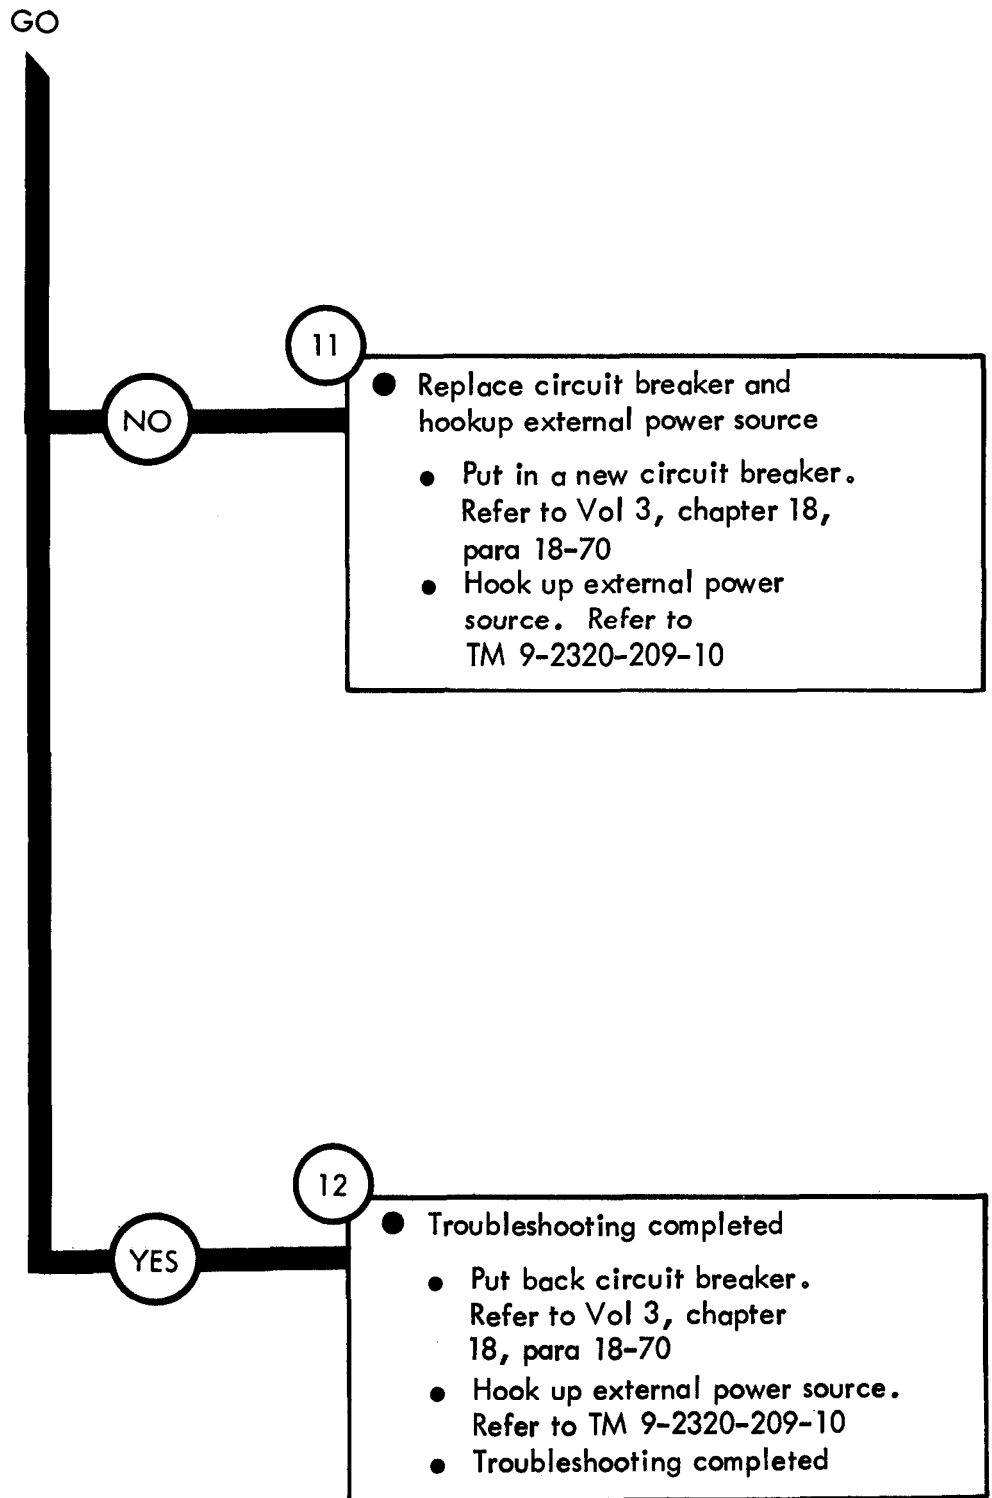 GO
11
NO
● Replace circuit breaker and
hookup external power source
● Put in a new circuit breaker.
Refer to Vol 3, chapter 18,
para 18-70
● Hook up external power
source. Refer to
TM 9-2320-209-10
12
YES
● Troubleshooting completed
● Put back circuit breaker.
Refer to Vol 3, chapter
18, para 18-70
● Hook up external power source.
Refer to TM 9-2320-209-10
● Troubleshooting completed